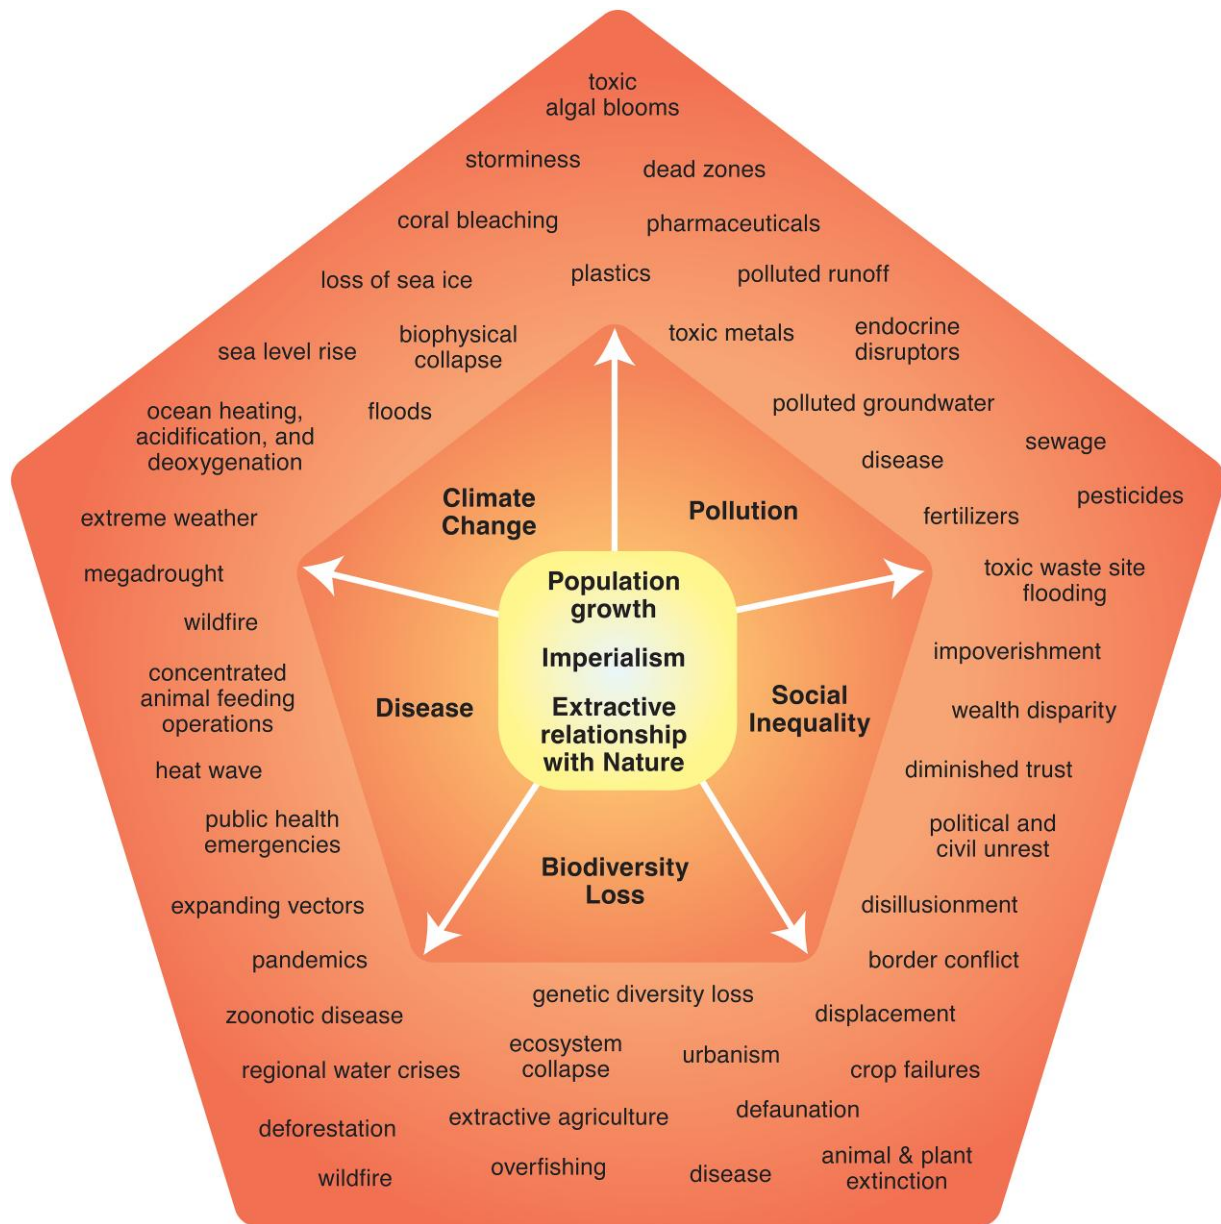 toxic
algal blooms
storminess
dead zones
coral bleaching
pharmaceuticals
loss of sea ice
plastics
polluted runoff
sea level rise
biophysical
collapse
toxic metals
endocrine
disruptors
ocean heating,
acidification, and
deoxygenation
floods
polluted groundwater
sewage
disease
pesticides
extreme weather
Climate
Change
Pollution
fertilizers
megadrought
toxic waste site
flooding
wildfire
Population
growth
Imperialism
Extractive
relationship
with Nature
impoverishment
concentrated
animal feeding
operations
Disease
Social
Inequality
wealth disparity
heat wave
diminished trust
public health
emergencies
political and
civil unrest
Biodiversity
Loss
expanding vectors
disillusionment
pandemics
border conflict
genetic diversity loss
zoonotic disease
displacement
ecosystem
collapse
urbanism
regional water crises
crop failures
deforestation
extractive agriculture
defaunation
wildfire
overfishing
disease
animal & plant
extinction